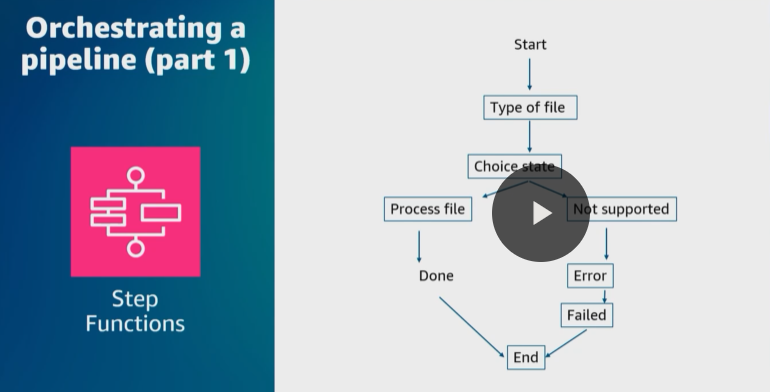 Orchestrating a
pipeline (part 1)
Step
Functions
Start
Type of file
Choice state
Process file
Not supported
Done
Error
Failed
End